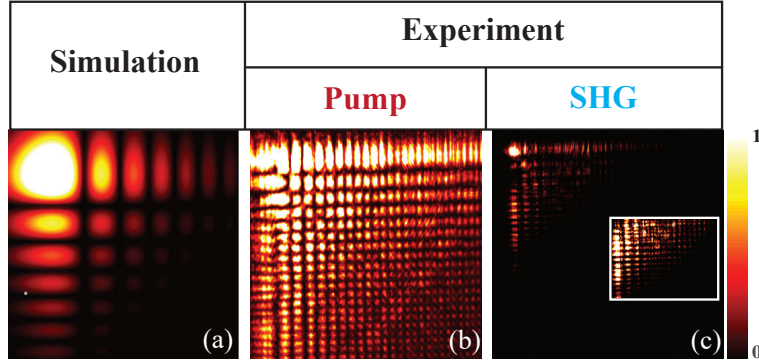 Simulation
Experiment
Pump
SHG
1
0
(a)
(b)
(c)